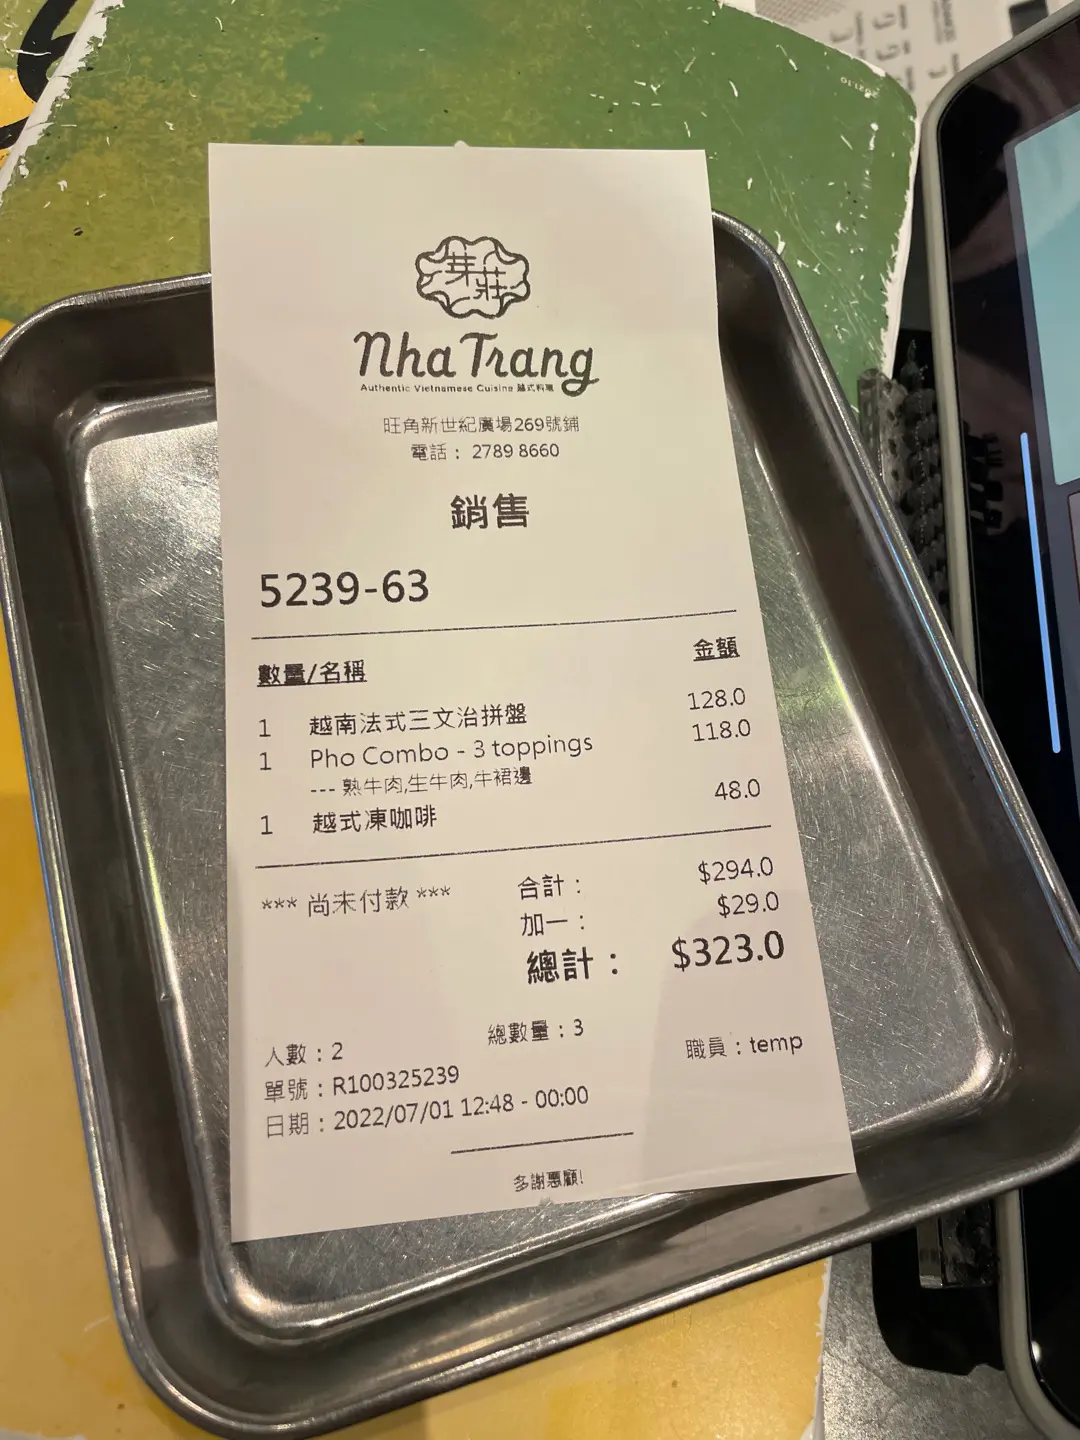 芽莊
Nha Trang
Authentic Vietnamese Cuisine 越式料理
旺角新世紀廣場269號鋪
電話： 2789 8660
銷售
5239-63
數量/名稱 金額
1 越南法式三文治拼盤 128.0
1 Pho Combo - 3 toppings 118.0
--- 熟牛肉,生牛肉,牛裙邊
1 越式凍咖啡 48.0
*** 尚未付款 *** 合計： $294.0
加一： $29.0
總計： $323.0
總數量：3
人數：2 職員：temp
單號：R100325239
日期：2022/07/01 12:48 - 00:00
多謝惠顧!